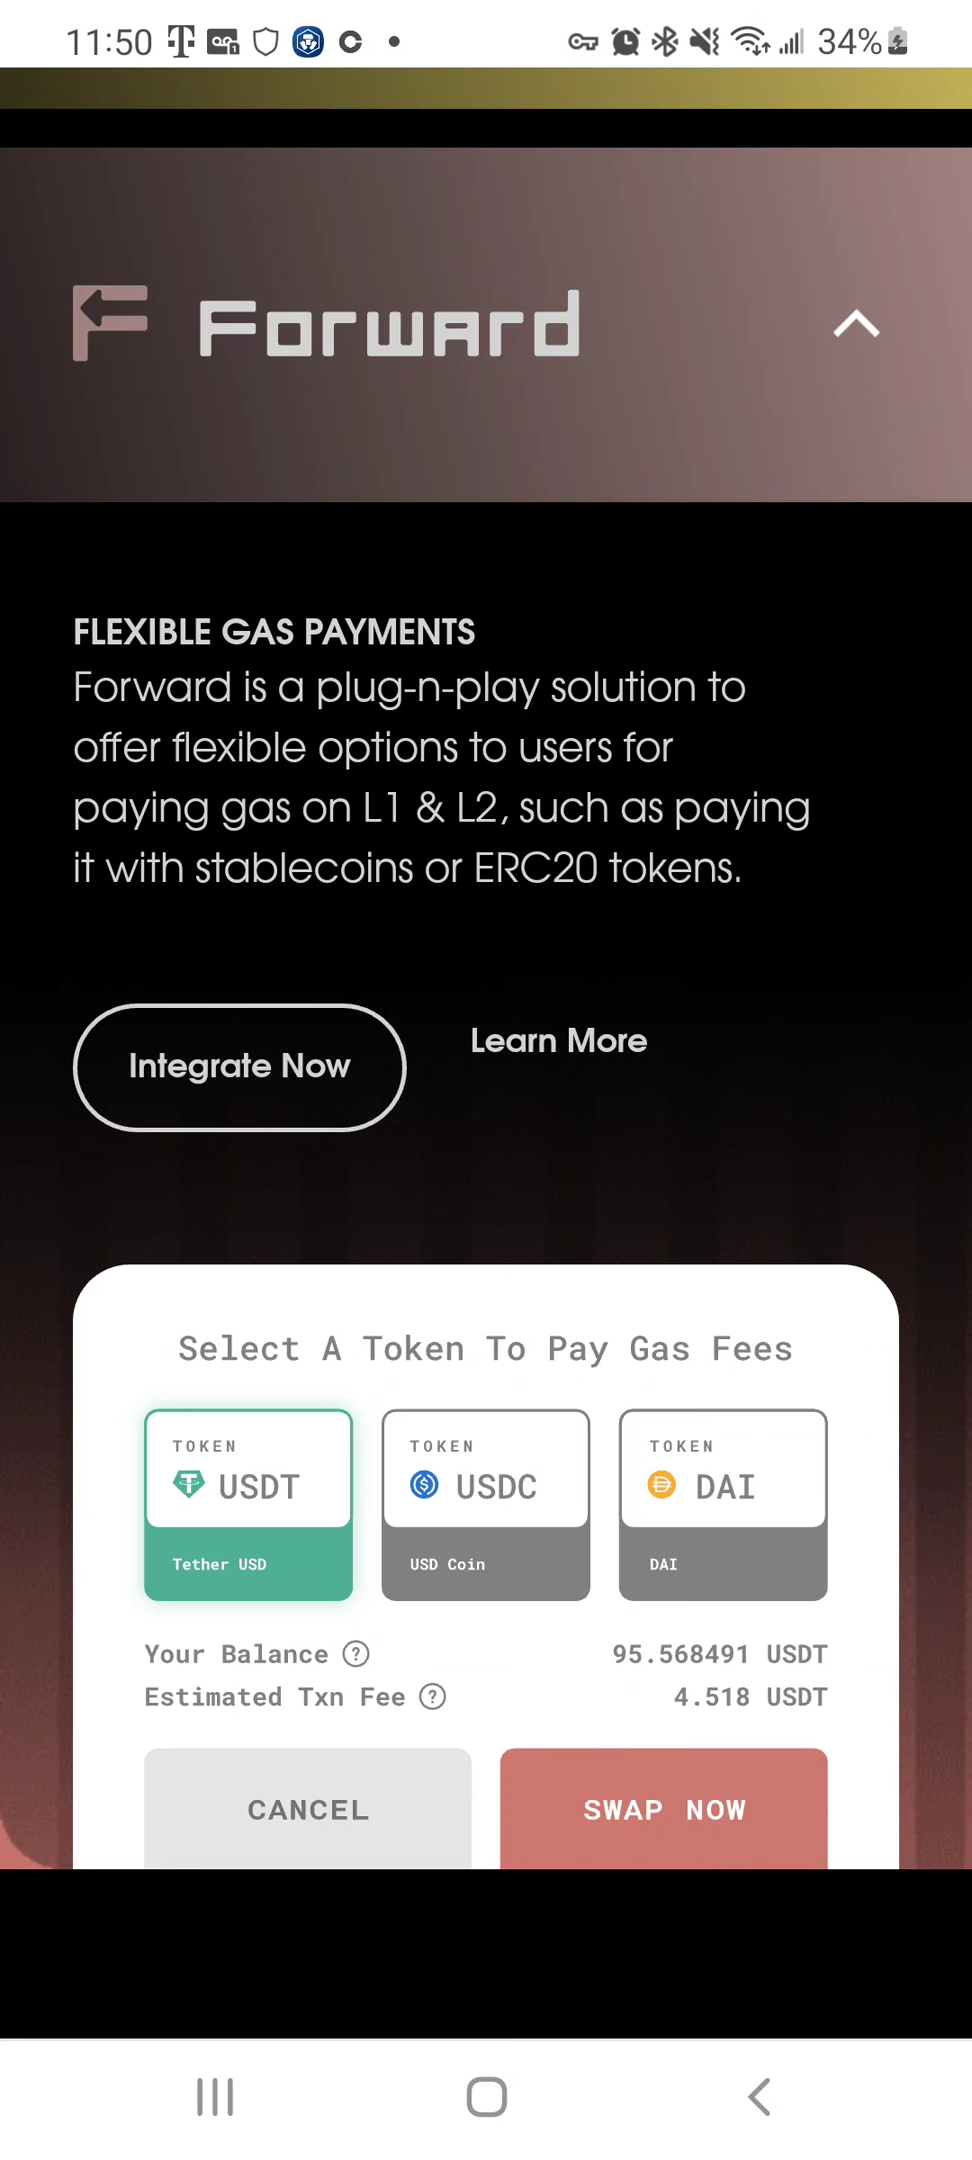 11:50
34%
Forward
FLEXIBLE GAS PAYMENTS
Forward is a plug-n-play solution to
offer flexible options to users for
paying gas on L1 & L2, such as paying
it with stablecoins or ERC20 tokens.
Integrate Now
Learn More
Select A Token To Pay Gas Fees
TOKEN
USDT
Tether USD
TOKEN
USDC
USD Coin
TOKEN
DAI
DAI
Your Balance ? 95.568491 USDT
Estimated Txn Fee ? 4.518 USDT
CANCEL
SWAP NOW